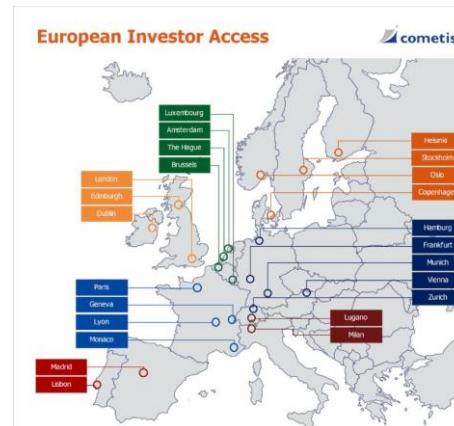 European Investor Access
cometis
Luxembourg
Amsterdam
The Hague
Brussels
London
Edinburgh
Dublin
Helsinki
Stockholm
Oslo
Copenhagen
Hamburg
Frankfurt
Munich
Vienna
Zurich
Paris
Geneva
Lyon
Monaco
Lugano
Milan
Madrid
Lisbon